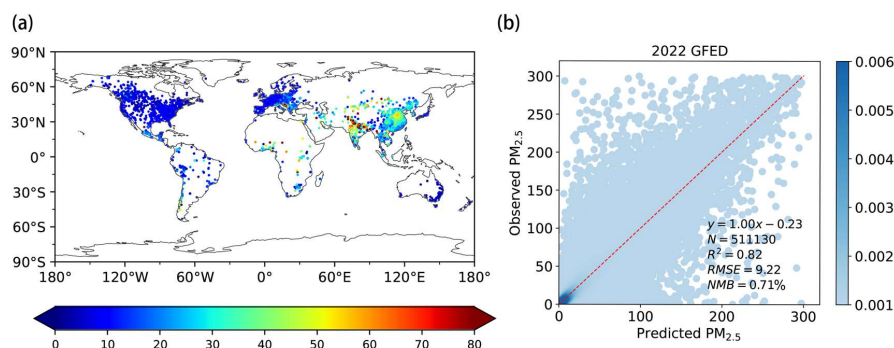 (a)
90°N
60°N
30°N
0°
30°S
60°S
90°S
180° 120°W 60°W 0° 60°E 120°E 180°
0 10 20 30 40 50 60 70 80
(b)
2022 GFED
Observed PM2.5
300
250
200
150
100
50
0
y = 1.00x − 0.23
N = 511130
R² = 0.82
RMSE = 9.22
NMB = 0.71%
0 100 200 300
Predicted PM2.5
0.006
0.005
0.004
0.003
0.002
0.001